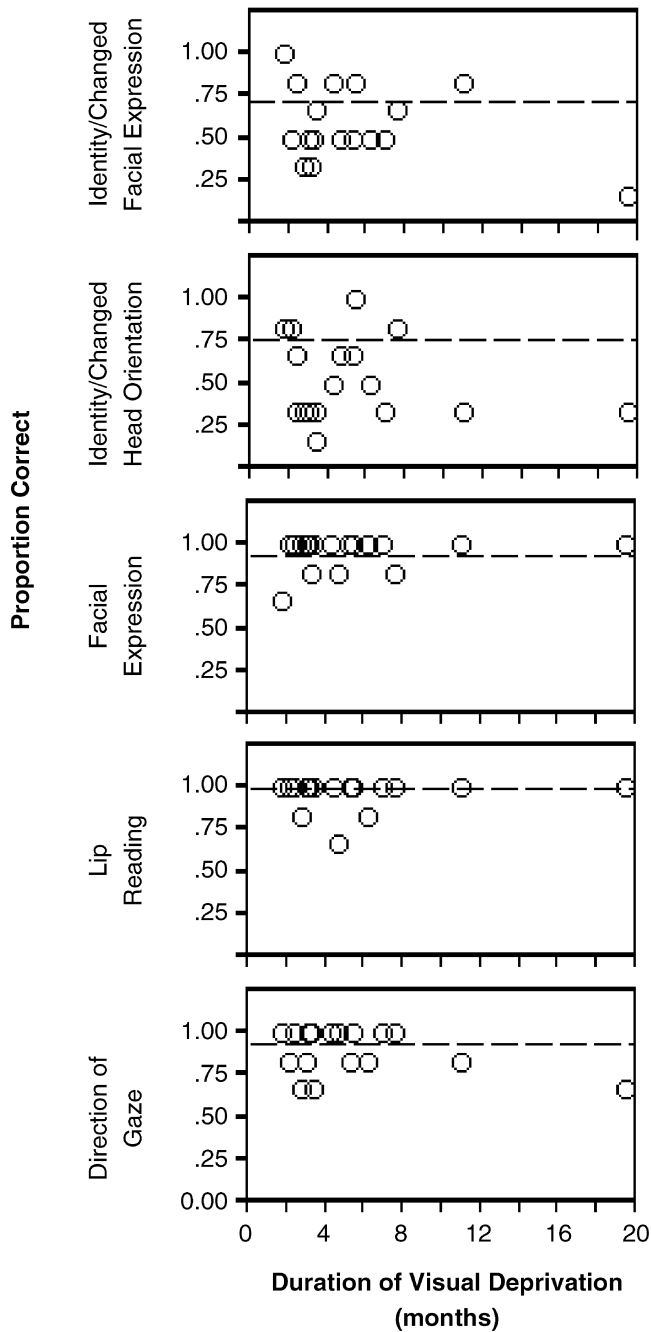 Proportion Correct
Identity/Changed
Facial Expression
1.00
.75
.50
.25
Identity/Changed
Head Orientation
1.00
.75
.50
.25
Facial
Expression
1.00
.75
.50
.25
Lip
Reading
1.00
.75
.50
.25
Direction of
Gaze
1.00
.75
.50
.25
0.00
0 4 8 12 16 20
Duration of Visual Deprivation
(months)